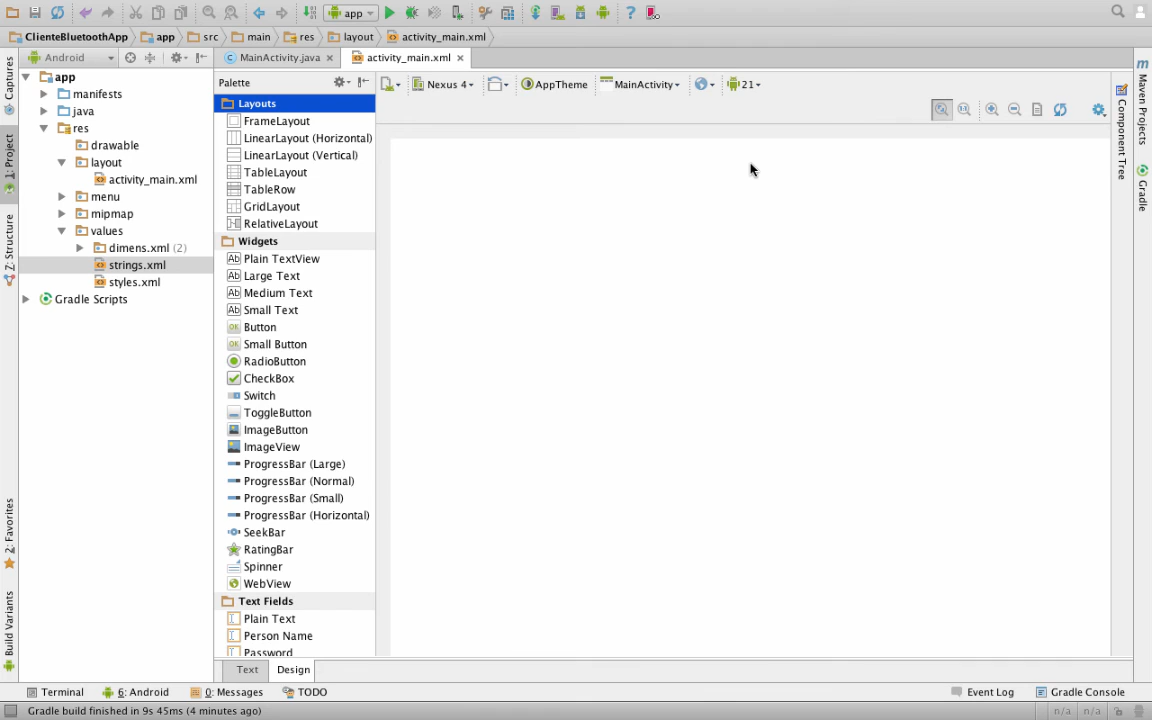 app
ClienteBluetoothApp app src main res layout activity_main.xml
Captures
1: Project
Z: Structure
2: Favorites
Build Variants
Android
app
manifests
java
res
drawable
layout
activity_main.xml
menu
mipmap
values
dimens.xml (2)
strings.xml
styles.xml
Gradle Scripts
MainActivity.java
activity_main.xml
Palette
Layouts
FrameLayout
LinearLayout (Horizontal)
LinearLayout (Vertical)
TableLayout
TableRow
GridLayout
RelativeLayout
Widgets
Ab Plain TextView
Ab Large Text
Ab Medium Text
Ab Small Text
OK Button
OK Small Button
RadioButton
CheckBox
Switch
ToggleButton
ImageButton
ImageView
ProgressBar (Large)
ProgressBar (Normal)
ProgressBar (Small)
ProgressBar (Horizontal)
SeekBar
RatingBar
Spinner
WebView
Text Fields
Plain Text
Person Name
Password
Nexus 4 AppTheme MainActivity 21
Component Tree
Maven Projects
Gradle
Text Design
Terminal 6: Android 0: Messages TODO Event Log Gradle Console
Gradle build finished in 9s 45ms (4 minutes ago) n/a n/a